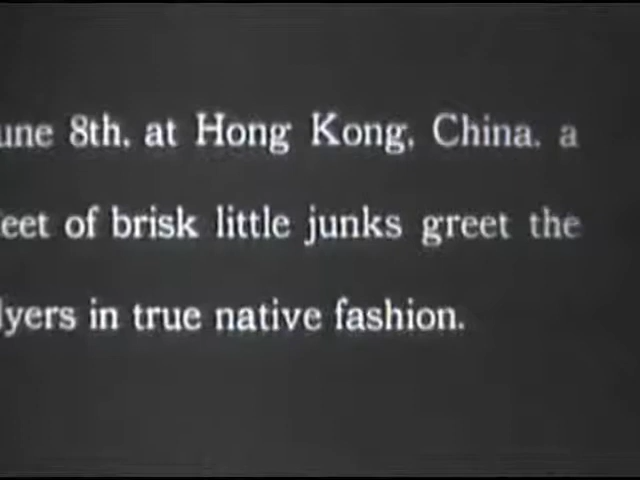 une 8th. at Hong Kong, China. a
eet of brisk little junks greet the
lyers in true native fashion.